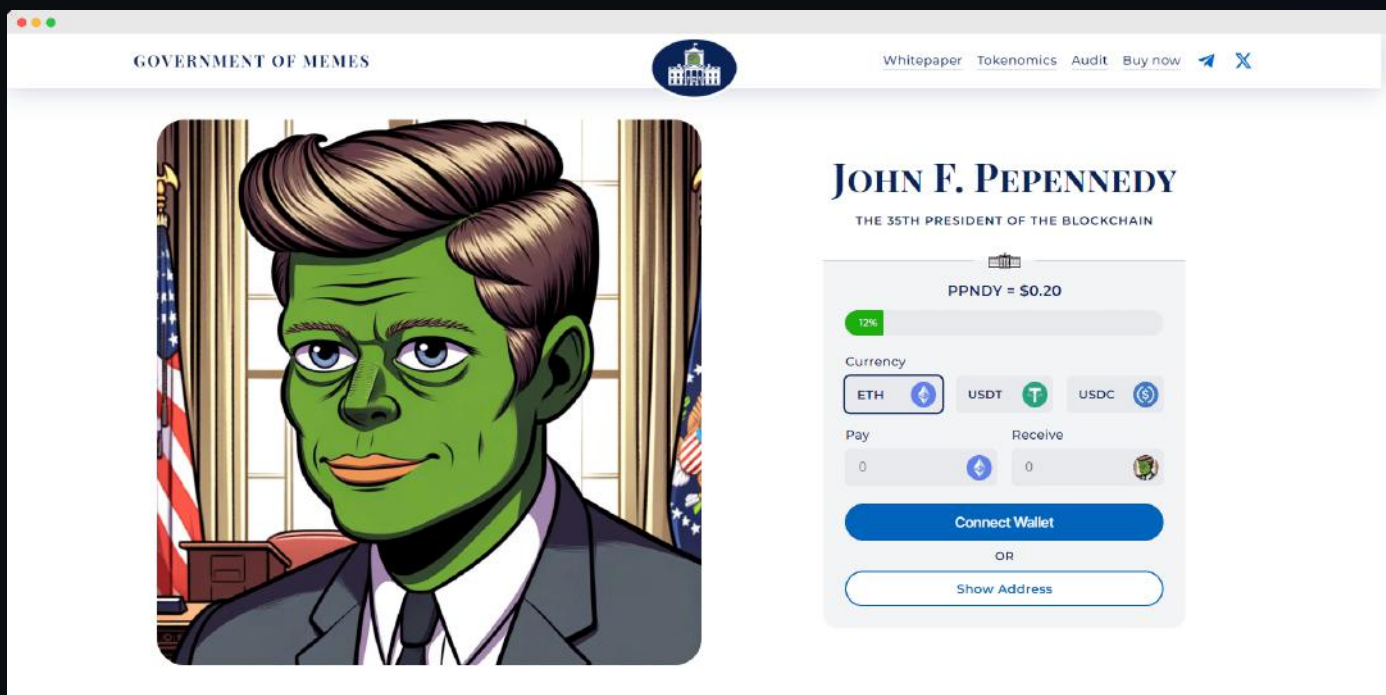 GOVERNMENT OF MEMES
Whitepaper Tokenomics Audit Buy now
JOHN F. PEPENNEDY
THE 35TH PRESIDENT OF THE BLOCKCHAIN
PPNDY = $0.20
12%
Currency
ETH USDT USDC
Pay Receive
0 0
Connect Wallet
OR
Show Address